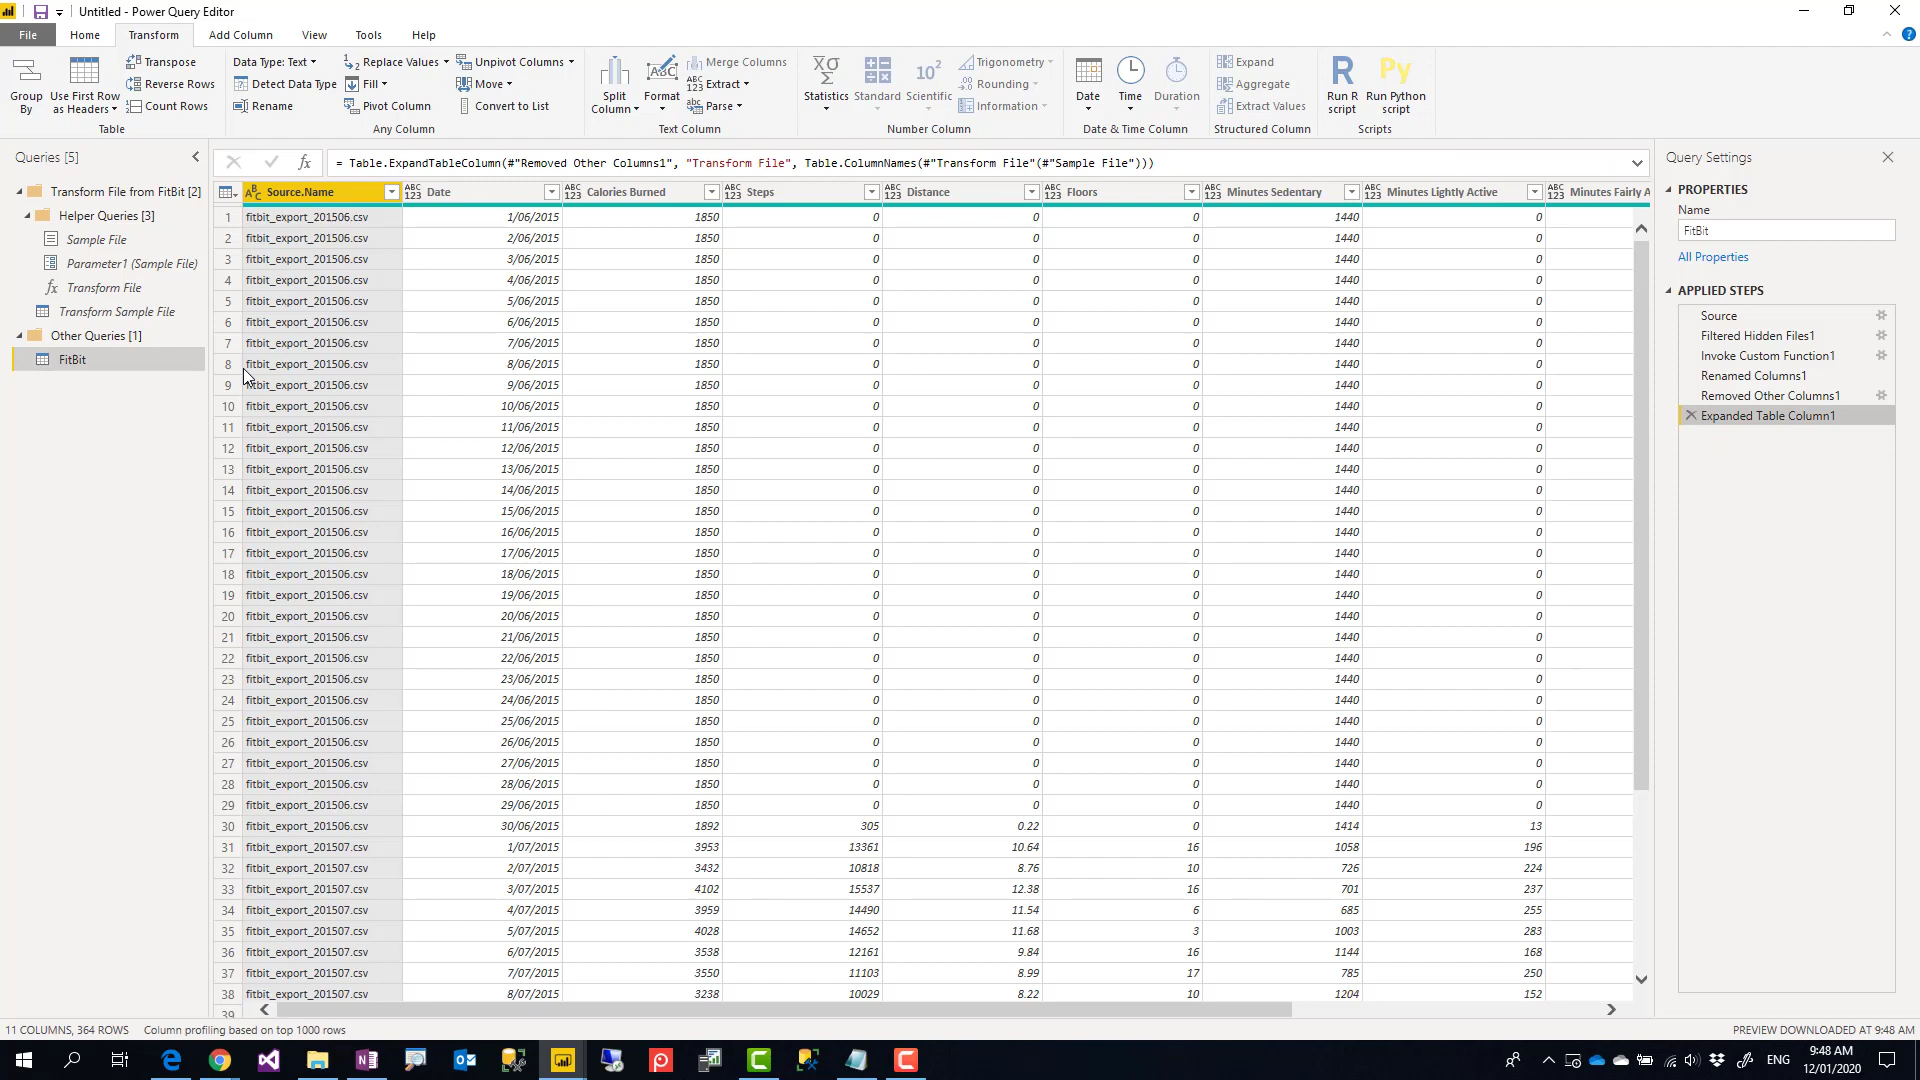 Untitled - Power Query Editor
File Home Transform Add Column View Tools Help
Group By
Use First Row as Headers
Transpose
Reverse Rows
Count Rows
Table
Data Type: Text
Detect Data Type
Rename
Replace Values
Fill
Pivot Column
Unpivot Columns
Move
Convert to List
Any Column
Split Column
Format
Merge Columns
Extract
Parse
Text Column
Statistics
Standard
Scientific
Trigonometry
Rounding
Information
Number Column
Date
Time
Duration
Date & Time Column
Expand
Aggregate
Extract Values
Structured Column
Run R script
Run Python script
Scripts
Queries [5]
Transform File from FitBit [2]
Helper Queries [3]
Sample File
Parameter1 (Sample File)
Transform File
Transform Sample File
Other Queries [1]
FitBit
= Table.ExpandTableColumn(#"Removed Other Columns1", "Transform File", Table.ColumnNames(#"Transform File"(#"Sample File")))
Source.Name Date Calories Burned Steps Distance Floors Minutes Sedentary Minutes Lightly Active Minutes Fairly A
1 fitbit_export_201506.csv 1/06/2015 1850 0 0 0 1440 0
2 fitbit_export_201506.csv 2/06/2015 1850 0 0 0 1440 0
3 fitbit_export_201506.csv 3/06/2015 1850 0 0 0 1440 0
4 fitbit_export_201506.csv 4/06/2015 1850 0 0 0 1440 0
5 fitbit_export_201506.csv 5/06/2015 1850 0 0 0 1440 0
6 fitbit_export_201506.csv 6/06/2015 1850 0 0 0 1440 0
7 fitbit_export_201506.csv 7/06/2015 1850 0 0 0 1440 0
8 fitbit_export_201506.csv 8/06/2015 1850 0 0 0 1440 0
9 fitbit_export_201506.csv 9/06/2015 1850 0 0 0 1440 0
10 fitbit_export_201506.csv 10/06/2015 1850 0 0 0 1440 0
11 fitbit_export_201506.csv 11/06/2015 1850 0 0 0 1440 0
12 fitbit_export_201506.csv 12/06/2015 1850 0 0 0 1440 0
13 fitbit_export_201506.csv 13/06/2015 1850 0 0 0 1440 0
14 fitbit_export_201506.csv 14/06/2015 1850 0 0 0 1440 0
15 fitbit_export_201506.csv 15/06/2015 1850 0 0 0 1440 0
16 fitbit_export_201506.csv 16/06/2015 1850 0 0 0 1440 0
17 fitbit_export_201506.csv 17/06/2015 1850 0 0 0 1440 0
18 fitbit_export_201506.csv 18/06/2015 1850 0 0 0 1440 0
19 fitbit_export_201506.csv 19/06/2015 1850 0 0 0 1440 0
20 fitbit_export_201506.csv 20/06/2015 1850 0 0 0 1440 0
21 fitbit_export_201506.csv 21/06/2015 1850 0 0 0 1440 0
22 fitbit_export_201506.csv 22/06/2015 1850 0 0 0 1440 0
23 fitbit_export_201506.csv 23/06/2015 1850 0 0 0 1440 0
24 fitbit_export_201506.csv 24/06/2015 1850 0 0 0 1440 0
25 fitbit_export_201506.csv 25/06/2015 1850 0 0 0 1440 0
26 fitbit_export_201506.csv 26/06/2015 1850 0 0 0 1440 0
27 fitbit_export_201506.csv 27/06/2015 1850 0 0 0 1440 0
28 fitbit_export_201506.csv 28/06/2015 1850 0 0 0 1440 0
29 fitbit_export_201506.csv 29/06/2015 1850 0 0 0 1440 0
30 fitbit_export_201506.csv 30/06/2015 1892 305 0.22 0 1414 13
31 fitbit_export_201507.csv 1/07/2015 3953 13361 10.64 16 1058 196
32 fitbit_export_201507.csv 2/07/2015 3432 10818 8.76 10 726 224
33 fitbit_export_201507.csv 3/07/2015 4102 15537 12.38 16 701 237
34 fitbit_export_201507.csv 4/07/2015 3959 14490 11.54 6 685 255
35 fitbit_export_201507.csv 5/07/2015 4028 14652 11.68 3 1003 283
36 fitbit_export_201507.csv 6/07/2015 3538 12161 9.84 16 1144 168
37 fitbit_export_201507.csv 7/07/2015 3550 11103 8.99 17 785 250
38 fitbit_export_201507.csv 8/07/2015 3238 10029 8.22 10 1204 152
39
Query Settings
PROPERTIES
Name
FitBit
All Properties
APPLIED STEPS
Source
Filtered Hidden Files1
Invoke Custom Function1
Renamed Columns1
Removed Other Columns1
Expanded Table Column1
11 COLUMNS, 364 ROWS Column profiling based on top 1000 rows PREVIEW DOWNLOADED AT 9:48 AM
ENG 9:48 AM
12/01/2020